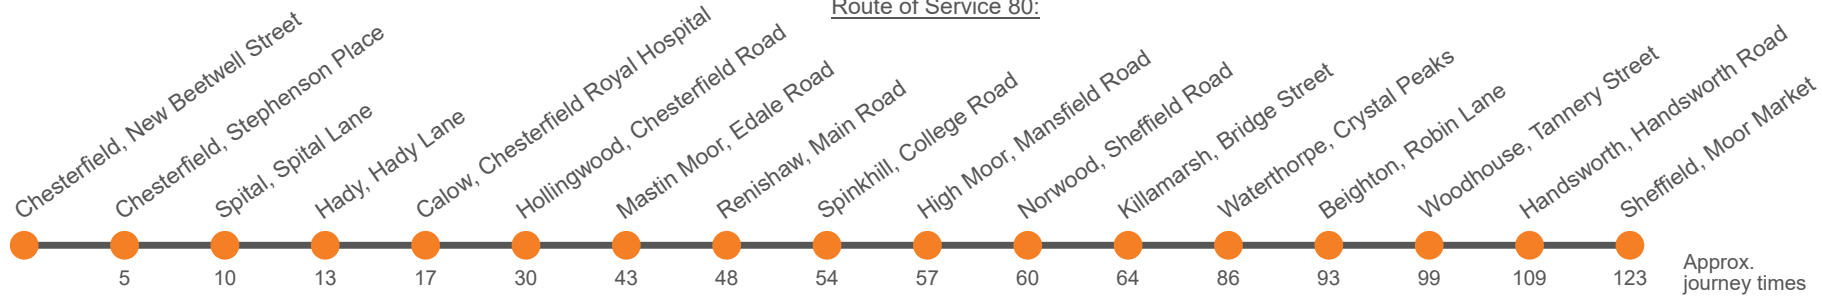 Route of Service 80:
Chesterfield, New Beetwell Street
Chesterfield, Stephenson Place
Spital, Spital Lane
Hady, Hady Lane
Calow, Chesterfield Royal Hospital
Hollingwood, Chesterfield Road
Mastin Moor, Edale Road
Renishaw, Main Road
Spinkhill, College Road
High Moor, Mansfield Road
Norwood, Sheffield Road
Killamarsh, Bridge Street
Waterthorpe, Crystal Peaks
Beighton, Robin Lane
Woodhouse, Tannery Street
Handsworth, Handsworth Road
Sheffield, Moor Market
5 10 13 17 30 43 48 54 57 60 64 86 93 99 109 123
Approx.
journey times